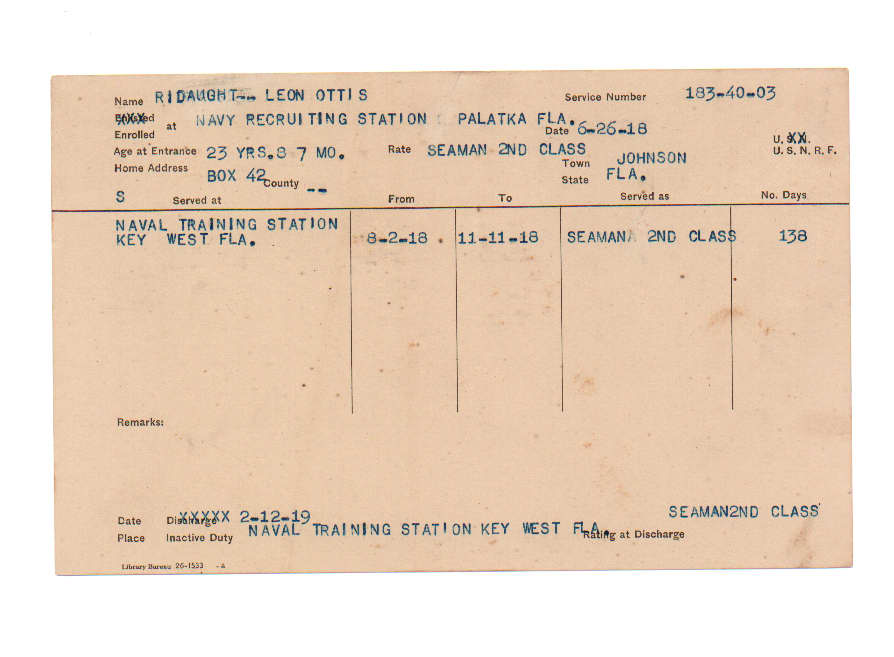 Name RIDAUGHT-- LEON OTTIS Service Number 183-40-03
Enlisted XXX
Enrolled at NAVY RECRUITING STATION PALATKA FLA. Date 6-26-18
Age at Entrance 23 YRS.8 7 MO. Rate SEAMAN 2ND CLASS U. S. N. XX
U. S. N. R. F.
Home Address BOX 42 County -- Town JOHNSON
State FLA.
S Served at From To Served as No. Days
NAVAL TRAINING STATION
KEY WEST FLA. 8-2-18 . 11-11-18 SEAMAN 2ND CLASS 138
Remarks:
Date Discharge XXXXX 2-12-19 SEAMAN2ND CLASS
Place Inactive Duty NAVAL TRAINING STATION KEY WEST FLA. Rating at Discharge
Library Bureau 26-1533 -A